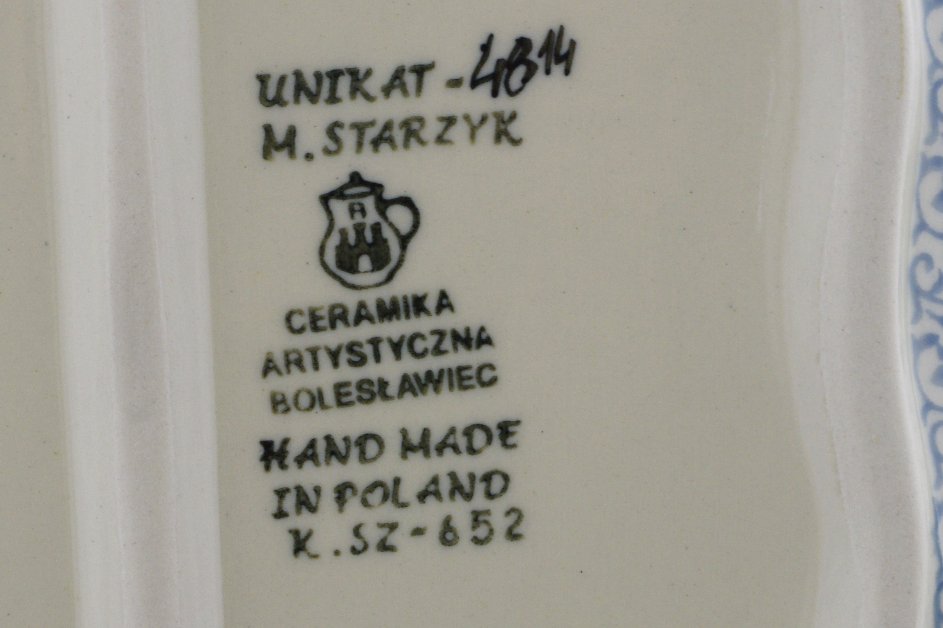 UNIKAT - 4814
M. STARZYK
A
CERAMIKA
ARTYSTYCZNA
BOLESŁAWIEC
HAND MADE
IN POLAND
K.SZ-652